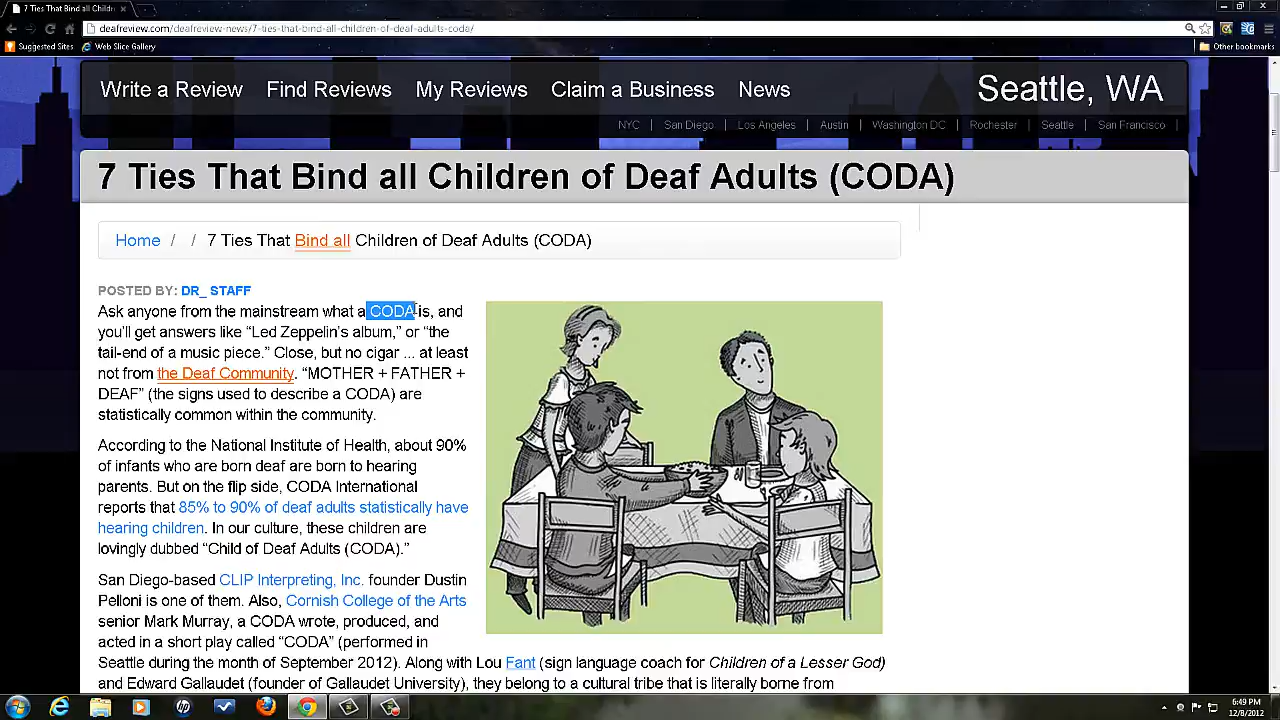 7 Ties That Bind all Childr
deafreview.com/deafreview-news/7-ties-that-bind-all-children-of-deaf-adults-coda/
Suggested Sites Web Slice Gallery Other bookmarks
Write a Review Find Reviews My Reviews Claim a Business News Seattle, WA
NYC | San Diego | Los Angeles | Austin | Washington DC | Rochester | Seattle | San Francisco |
7 Ties That Bind all Children of Deaf Adults (CODA)
Home / / 7 Ties That Bind all Children of Deaf Adults (CODA)
POSTED BY: DR_ STAFF
Ask anyone from the mainstream what a CODA is, and
you'll get answers like “Led Zeppelin's album,” or “the
tail-end of a music piece.” Close, but no cigar ... at least
not from the Deaf Community. “MOTHER + FATHER +
DEAF” (the signs used to describe a CODA) are
statistically common within the community.
According to the National Institute of Health, about 90%
of infants who are born deaf are born to hearing
parents. But on the flip side, CODA International
reports that 85% to 90% of deaf adults statistically have
hearing children. In our culture, these children are
lovingly dubbed “Child of Deaf Adults (CODA).”
San Diego-based CLIP Interpreting, Inc. founder Dustin
Pelloni is one of them. Also, Cornish College of the Arts
senior Mark Murray, a CODA wrote, produced, and
acted in a short play called “CODA” (performed in
Seattle during the month of September 2012). Along with Lou Fant (sign language coach for Children of a Lesser God)
and Edward Gallaudet (founder of Gallaudet University), they belong to a cultural tribe that is literally borne from
6:49 PM
12/8/2012